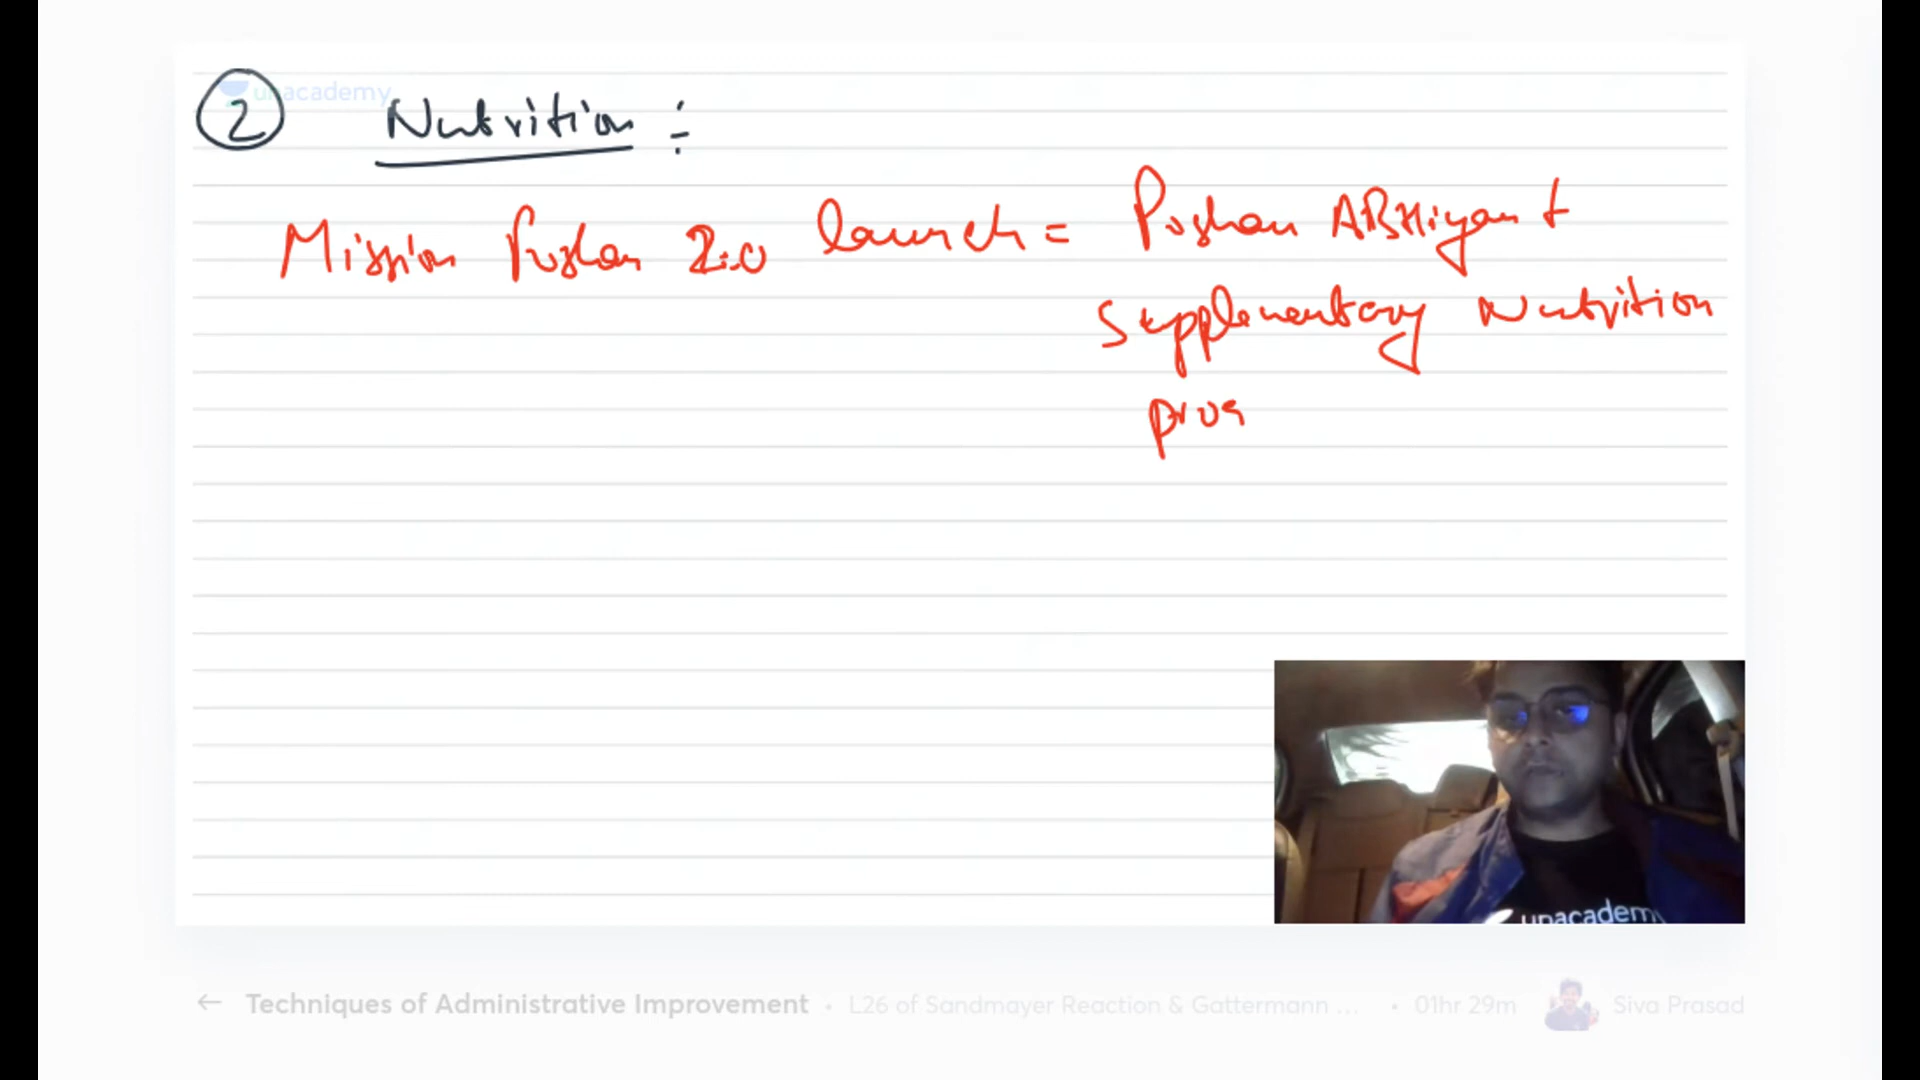 unacademy
2 Nutrition :-
Mission Poshan 2.0 launch = Poshan ABHiyan +
Supplementary Nutrition
prog
unacademy
← Techniques of Administrative Improvement • L26 of Sandmayer Reaction & Gattermann ... • 01hr 29m Siva Prasad